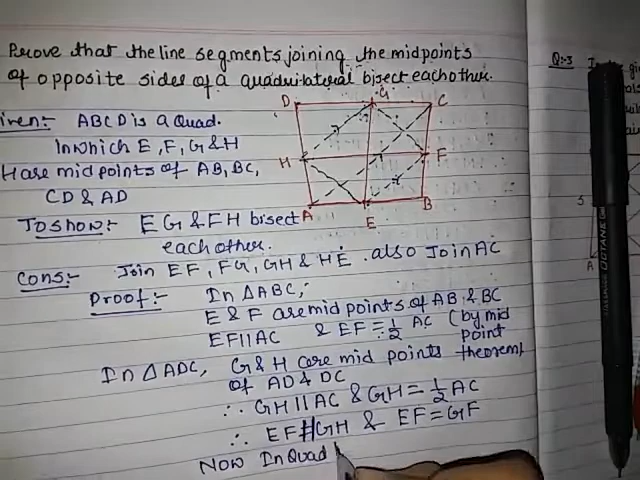 Prove that the line segments joining the midpoints
of opposite sides of a quadrilateral bisect each other.
Q:-3
D G C
iven:- ABCD is a Quad.
In which E, F, G & H
H F
H are mid points of AB, BC,
CD & AD
A E B
To show:- EG & FH bisect
each other.
Cons:- Join EF, FG, GH & HE. also Join AC
Proof:- In △ABC,
E & F are mid points of AB & BC
EF || AC & EF = 1/2 AC (by mid
point
theorem)
In △ADC, G & H are mid points
of AD & DC
∴ GH || AC & GH = 1/2 AC
∴ EF || GH & EF = GF
Now In Quad
S
A